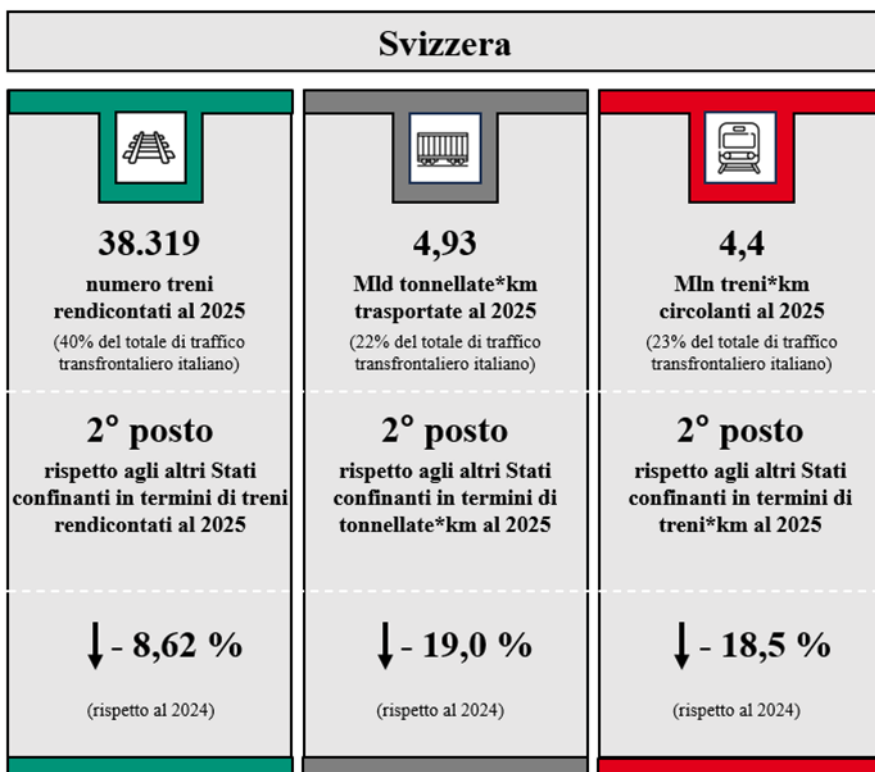 Svizzera
38.319
numero treni
rendicontati al 2025
(40% del totale di traffico
transfrontaliero italiano)
2° posto
rispetto agli altri Stati
confinanti in termini di treni
rendicontati al 2025
- 8,62 %
(rispetto al 2024)
4,93
Mld tonnellate*km
trasportate al 2025
(22% del totale di traffico
transfrontaliero italiano)
2° posto
rispetto agli altri Stati
confinanti in termini di
tonnellate*km al 2025
- 19,0 %
(rispetto al 2024)
4,4
Mln treni*km
circolanti al 2025
(23% del totale di traffico
transfrontaliero italiano)
2° posto
rispetto agli altri Stati
confinanti in termini di
treni*km al 2025
- 18,5 %
(rispetto al 2024)